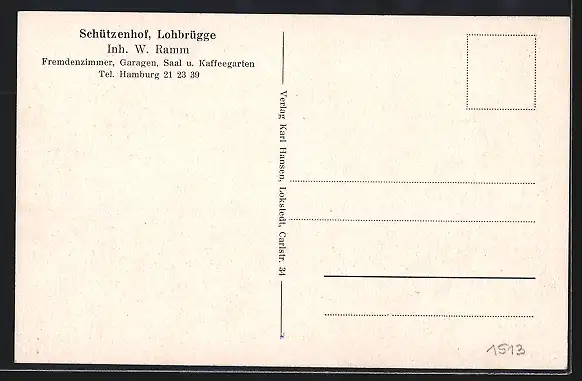 Schützenhof, Lohbrügge
Inh. W. Ramm
Fremdenzimmer, Garagen, Saal u. Kaffeegarten
Tel. Hamburg 21 23 39
Verlag Karl Hansen, Lokstedt, Carlstr. 34
1513